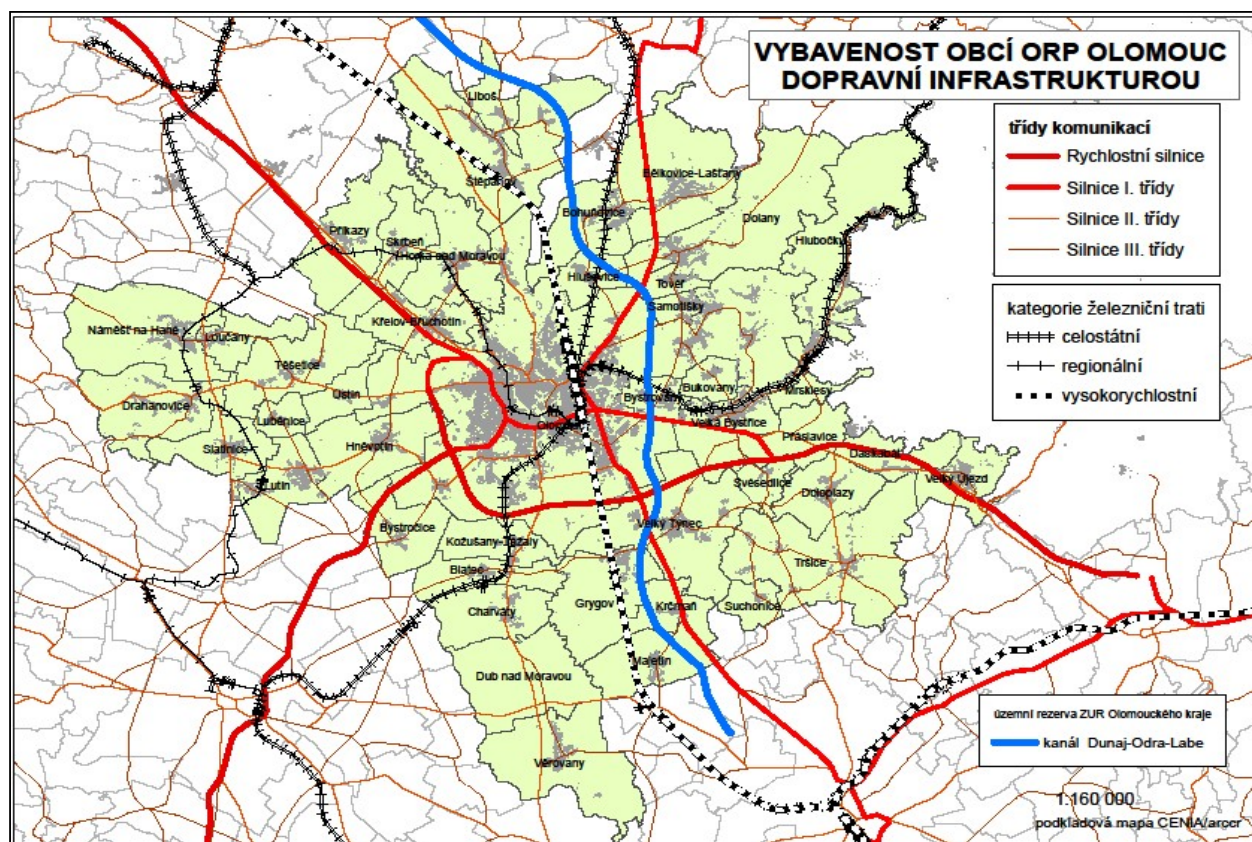 VYBAVENOST OBCÍ ORP OLOMOUC
DOPRAVNÍ INFRASTRUKTUROU
třídy komunikací
Rychlostní silnice
Silnice I. třídy
Silnice II. třídy
Silnice III. třídy
kategorie železniční trati
celostátní
regionální
vysokorychlostní
Liboš
Štěpánov
Bělkovice-Lašťany
Bohuňovice
Dolany
Příkazy
Skrbeň
Horka nad Moravou
Hlubočky
Hlušovice
Tovéř
Samotišky
Křelov-Břuchotín
Náměšť na Hané
Loučany
Těšetice
Ústín
Bukovany
Mrsklesy
Bystrovany
Drahanovice
Luběnice
Velká Bystřice
Olomouc
Přáslavice
Hněvotín
Slatinice
Daskabát
Velký Újezd
Svésedlice
Lutín
Doloplazy
Bystročice
Velký Týnec
Kožušany-Tážaly
Blatec
Tršice
Charváty
Grygov
Krčmaň
Suchonice
Majetín
Dub nad Moravou
Věrovany
územní rezerva ZUR Olomouckého kraje
kanál Dunaj-Odra-Labe
1:160 000
podkladová mapa CENIA/arccr